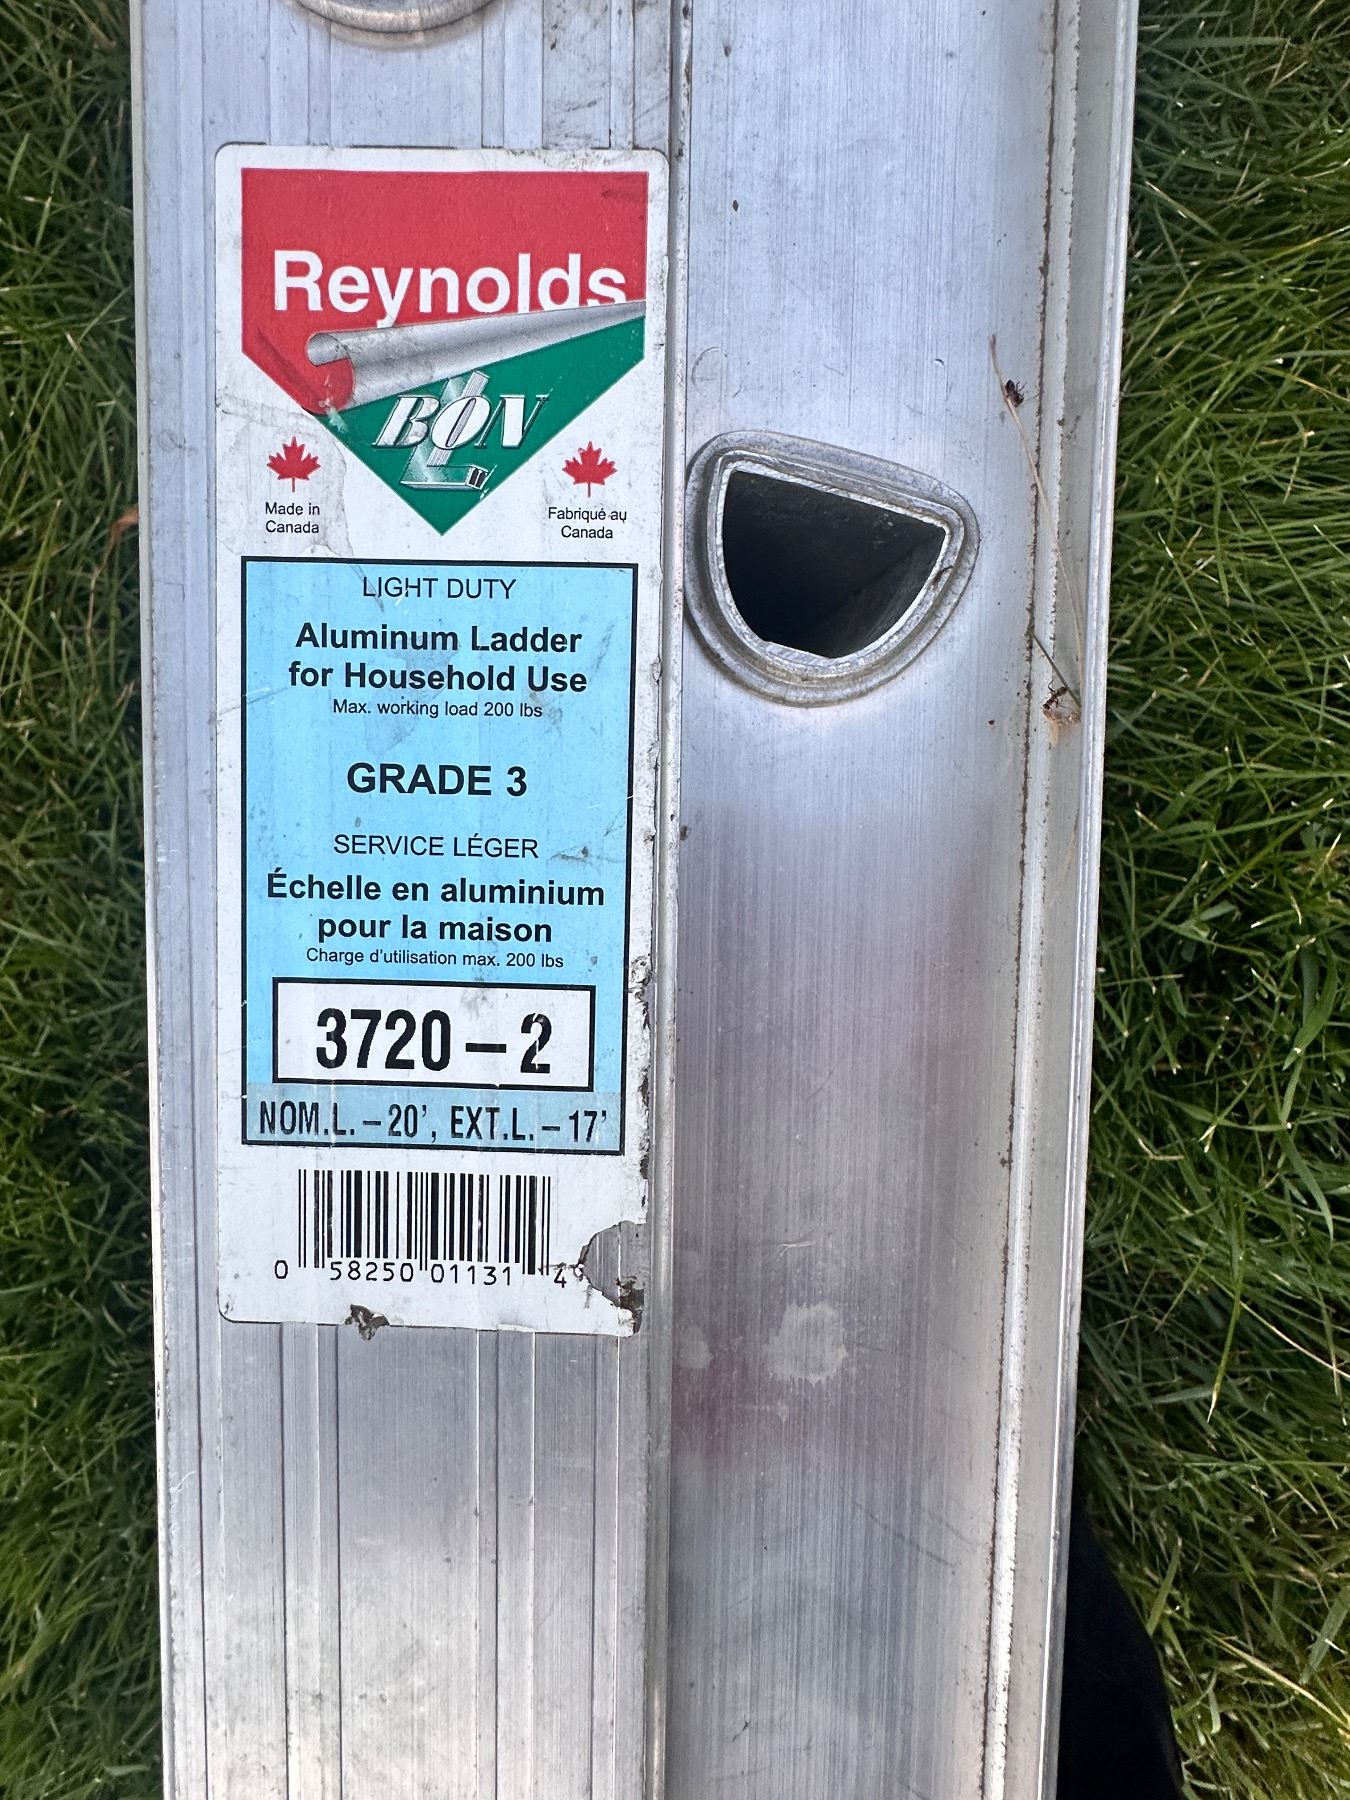 Reynolds
BON
Made in
Canada
Fabriqué au
Canada
LIGHT DUTY
Aluminum Ladder
for Household Use
Max. working load 200 lbs
GRADE 3
SERVICE LÉGER
Échelle en aluminium
pour la maison
Charge d'utilisation max. 200 lbs
3720-2
NOM.L.-20', EXT.L.-17'
0 58250 01131 4